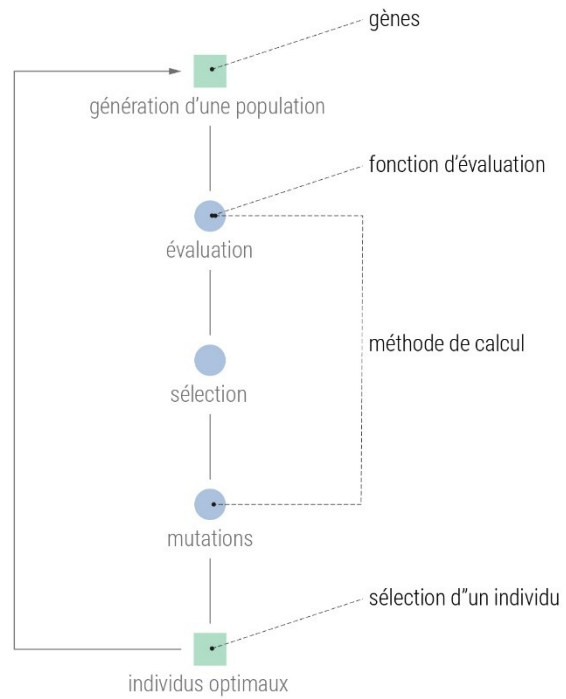 gènes
génération d'une population
fonction d'évaluation
évaluation
méthode de calcul
sélection
mutations
sélection d"un individu
individus optimaux